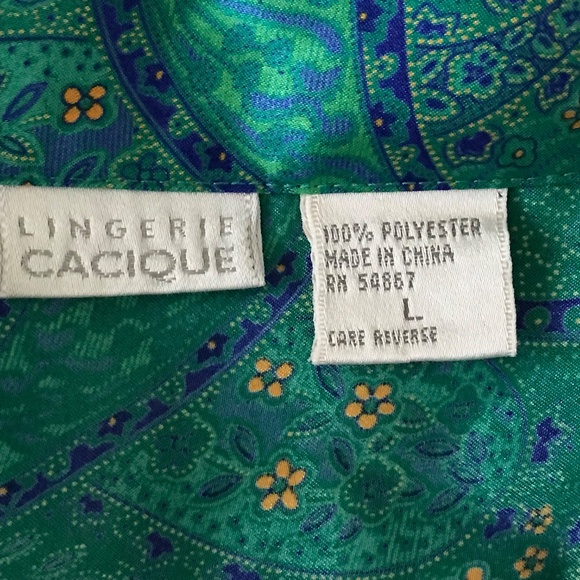 LINGERIE
CACIQUE
100% POLYESTER
MADE IN CHINA
RN 54867
L
CARE REVERSE